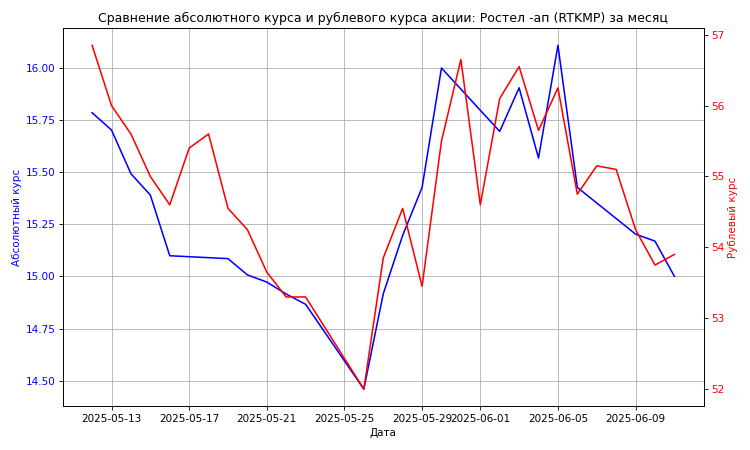 Сравнение абсолютного курса и рублевого курса акции: Ростел -ап (RTKMP) за месяц
57
16.00
56
15.75
15.50
55
15.25
54
15.00
53
14.75
14.50
52
Абсолютный курс
Рублевый курс
2025-05-13 2025-05-17 2025-05-21 2025-05-25 2025-05-29 2025-06-01 2025-06-05 2025-06-09
Дата